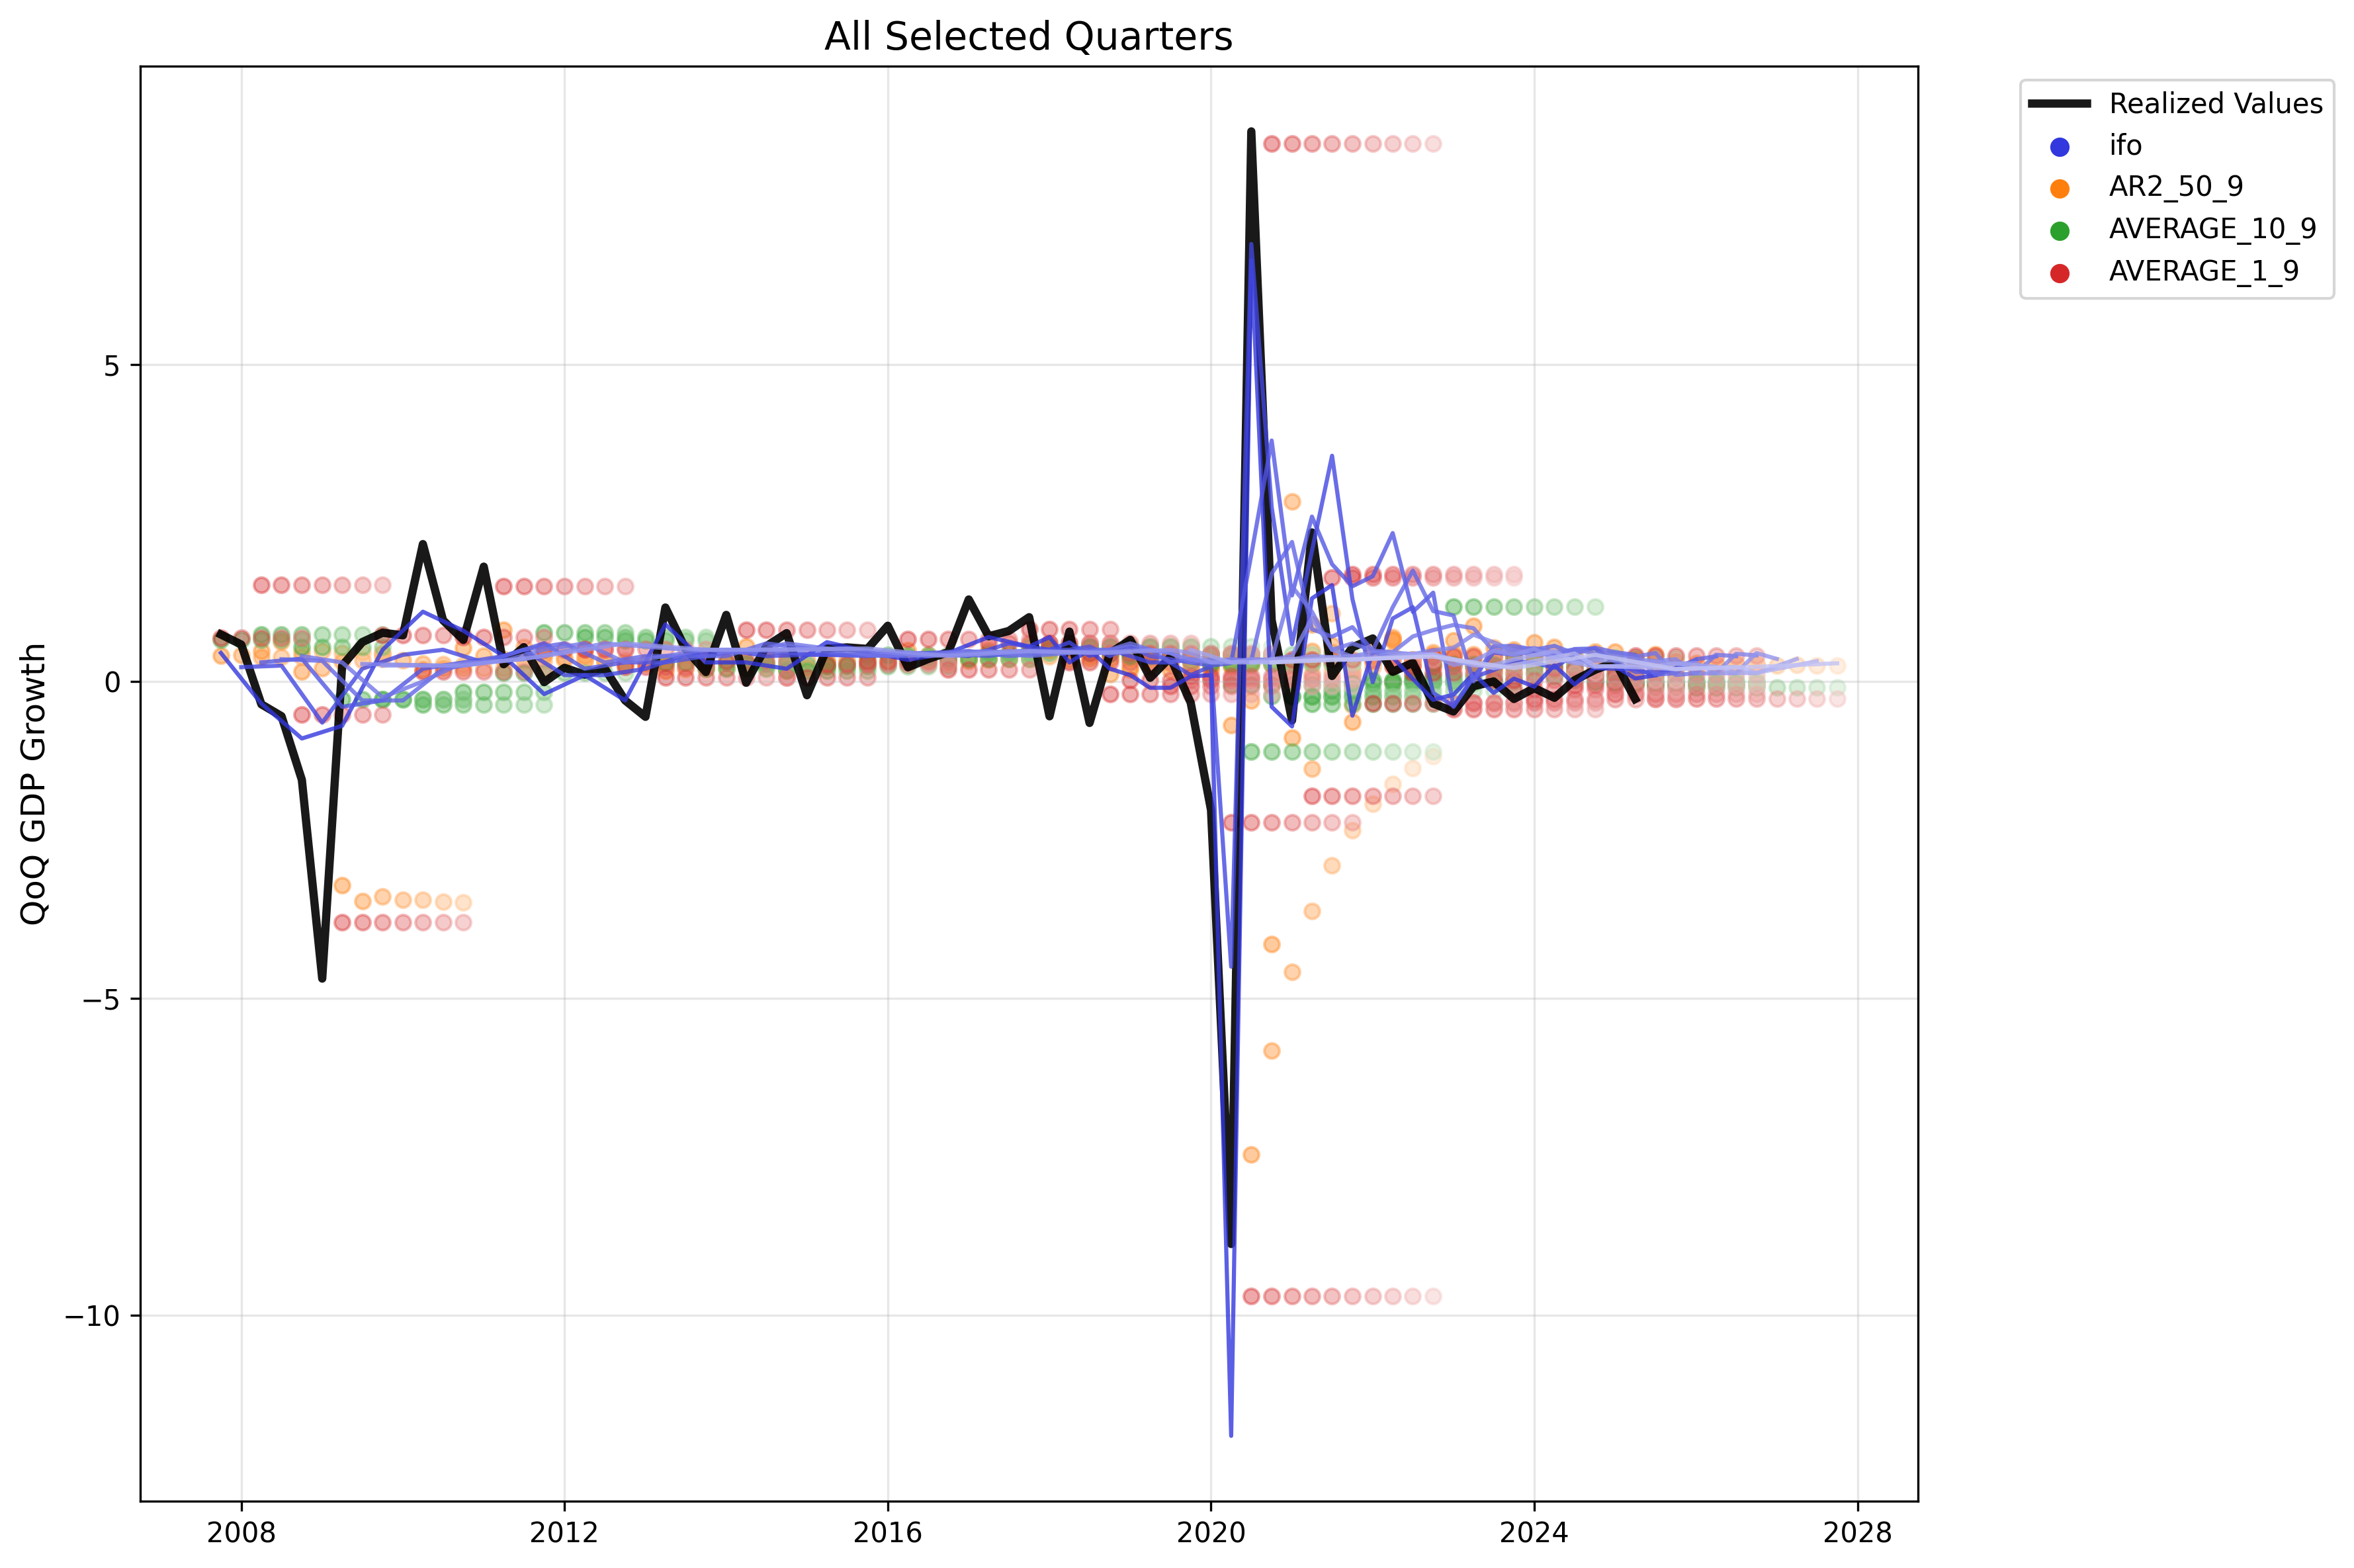 All Selected Quarters
QoQ GDP Growth
5
0
−5
−10
2008
2012
2016
2020
2024
2028
Realized Values
ifo
AR2_50_9
AVERAGE_10_9
AVERAGE_1_9